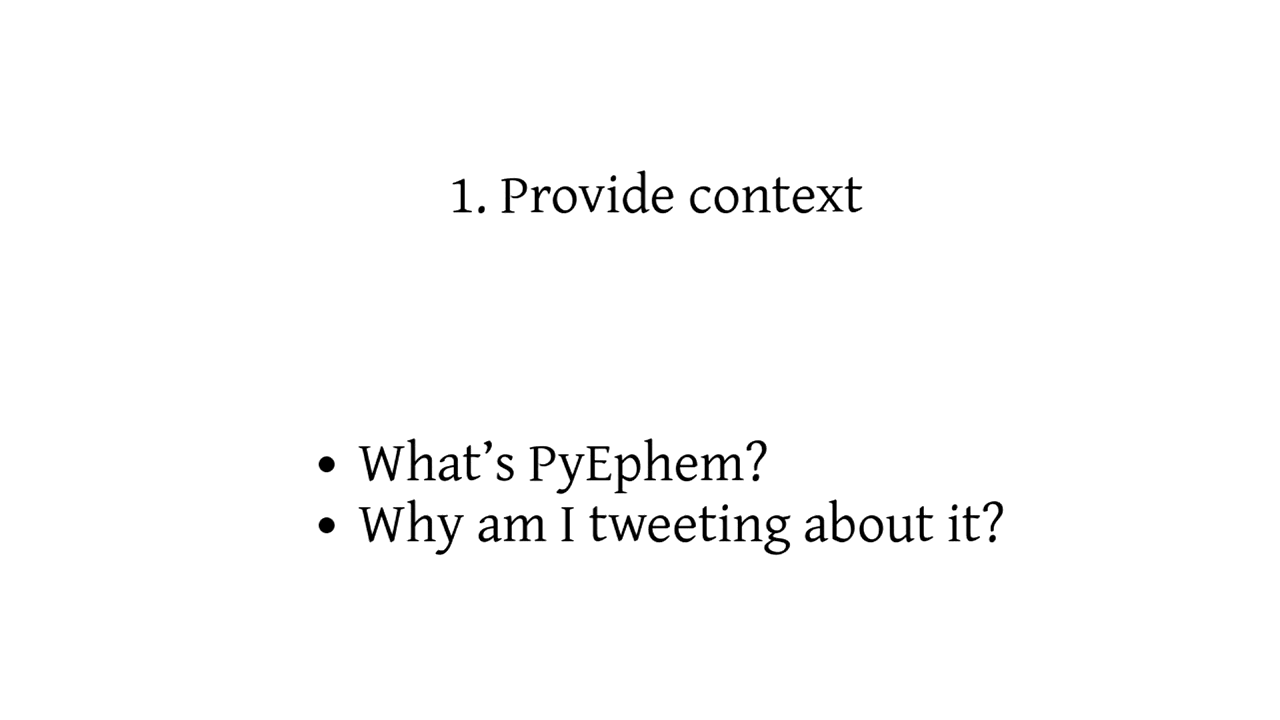 1. Provide context
• What’s PyEphem?
• Why am I tweeting about it?